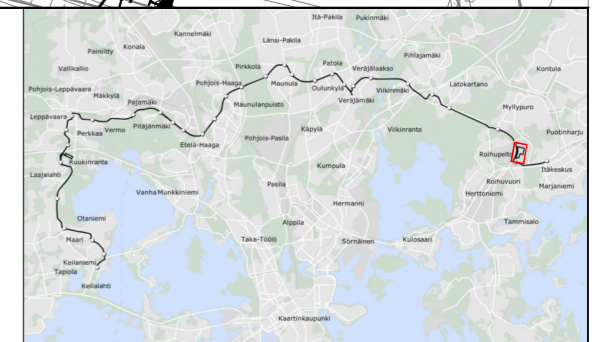 Itä-Pakila
Pukinmäki
Kannelmäki
Länsi-Pakila
Konala
Painiitty
Pihlajamäki
Patola
Veräjälaakso
Pirkkola
Kontula
Vallikallio
Pohjois-Haaga
Maunula
Oulunkylä
Viikinmäki
Latokartano
Pohjois-Leppävaara
Mäkkylä
Pajamäki
Maunulanpuisto
Veräjämäki
Myllypuro
Leppävaara
Perkkaa
Vermo
Pitäjänmäki
Käpylä
Viikinranta
Puotinharju
Pohjois-Pasila
Etelä-Haaga
Roihupelto
Ruukinranta
Kumpula
Itäkeskus
Laajalahti
Roihuvuori
Pasila
Marjaniemi
Vanha Munkkiniemi
Herttoniemi
Hermanni
Otaniemi
Alppila
Tammisalo
Maari
Taka-Töölö
Sörnäinen
Kulosaari
Keilaniemi
Tapiola
Keilalahti
Kaartinkaupunki